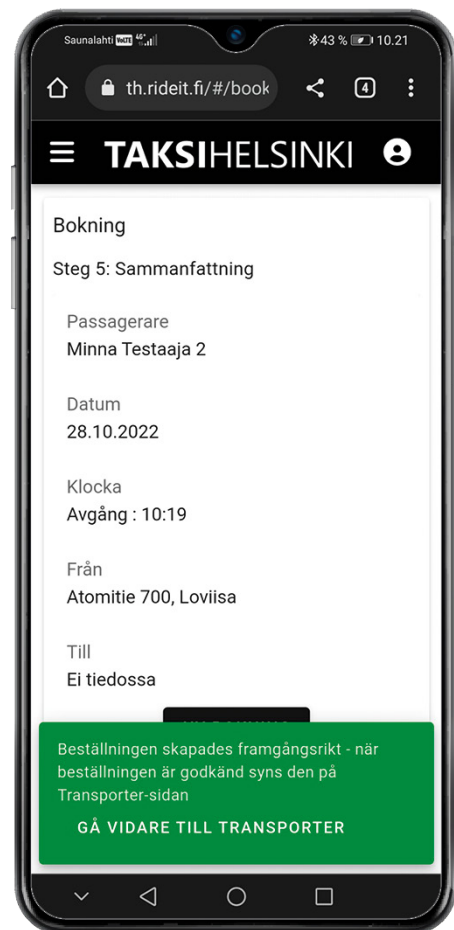 Saunalahti VoLTE 4G 43 % 10.21
th.rideit.fi/#/book 4
TAKSIHELSINKI
Bokning
Steg 5: Sammanfattning
Passagerare
Minna Testaaja 2
Datum
28.10.2022
Klocka
Avgång : 10:19
Från
Atomitie 700, Loviisa
Till
Ei tiedossa
Beställningen skapades framgångsrikt - när
beställningen är godkänd syns den på
Transporter-sidan
GÅ VIDARE TILL TRANSPORTER